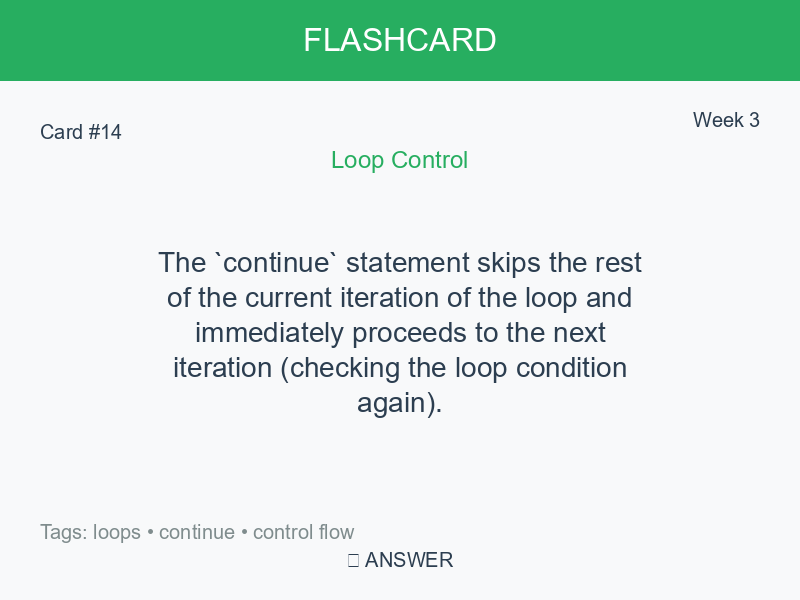 FLASHCARD
Card #14
Week 3
Loop Control
The `continue` statement skips the rest
of the current iteration of the loop and
immediately proceeds to the next
iteration (checking the loop condition
again).
Tags: loops • continue • control flow
ANSWER